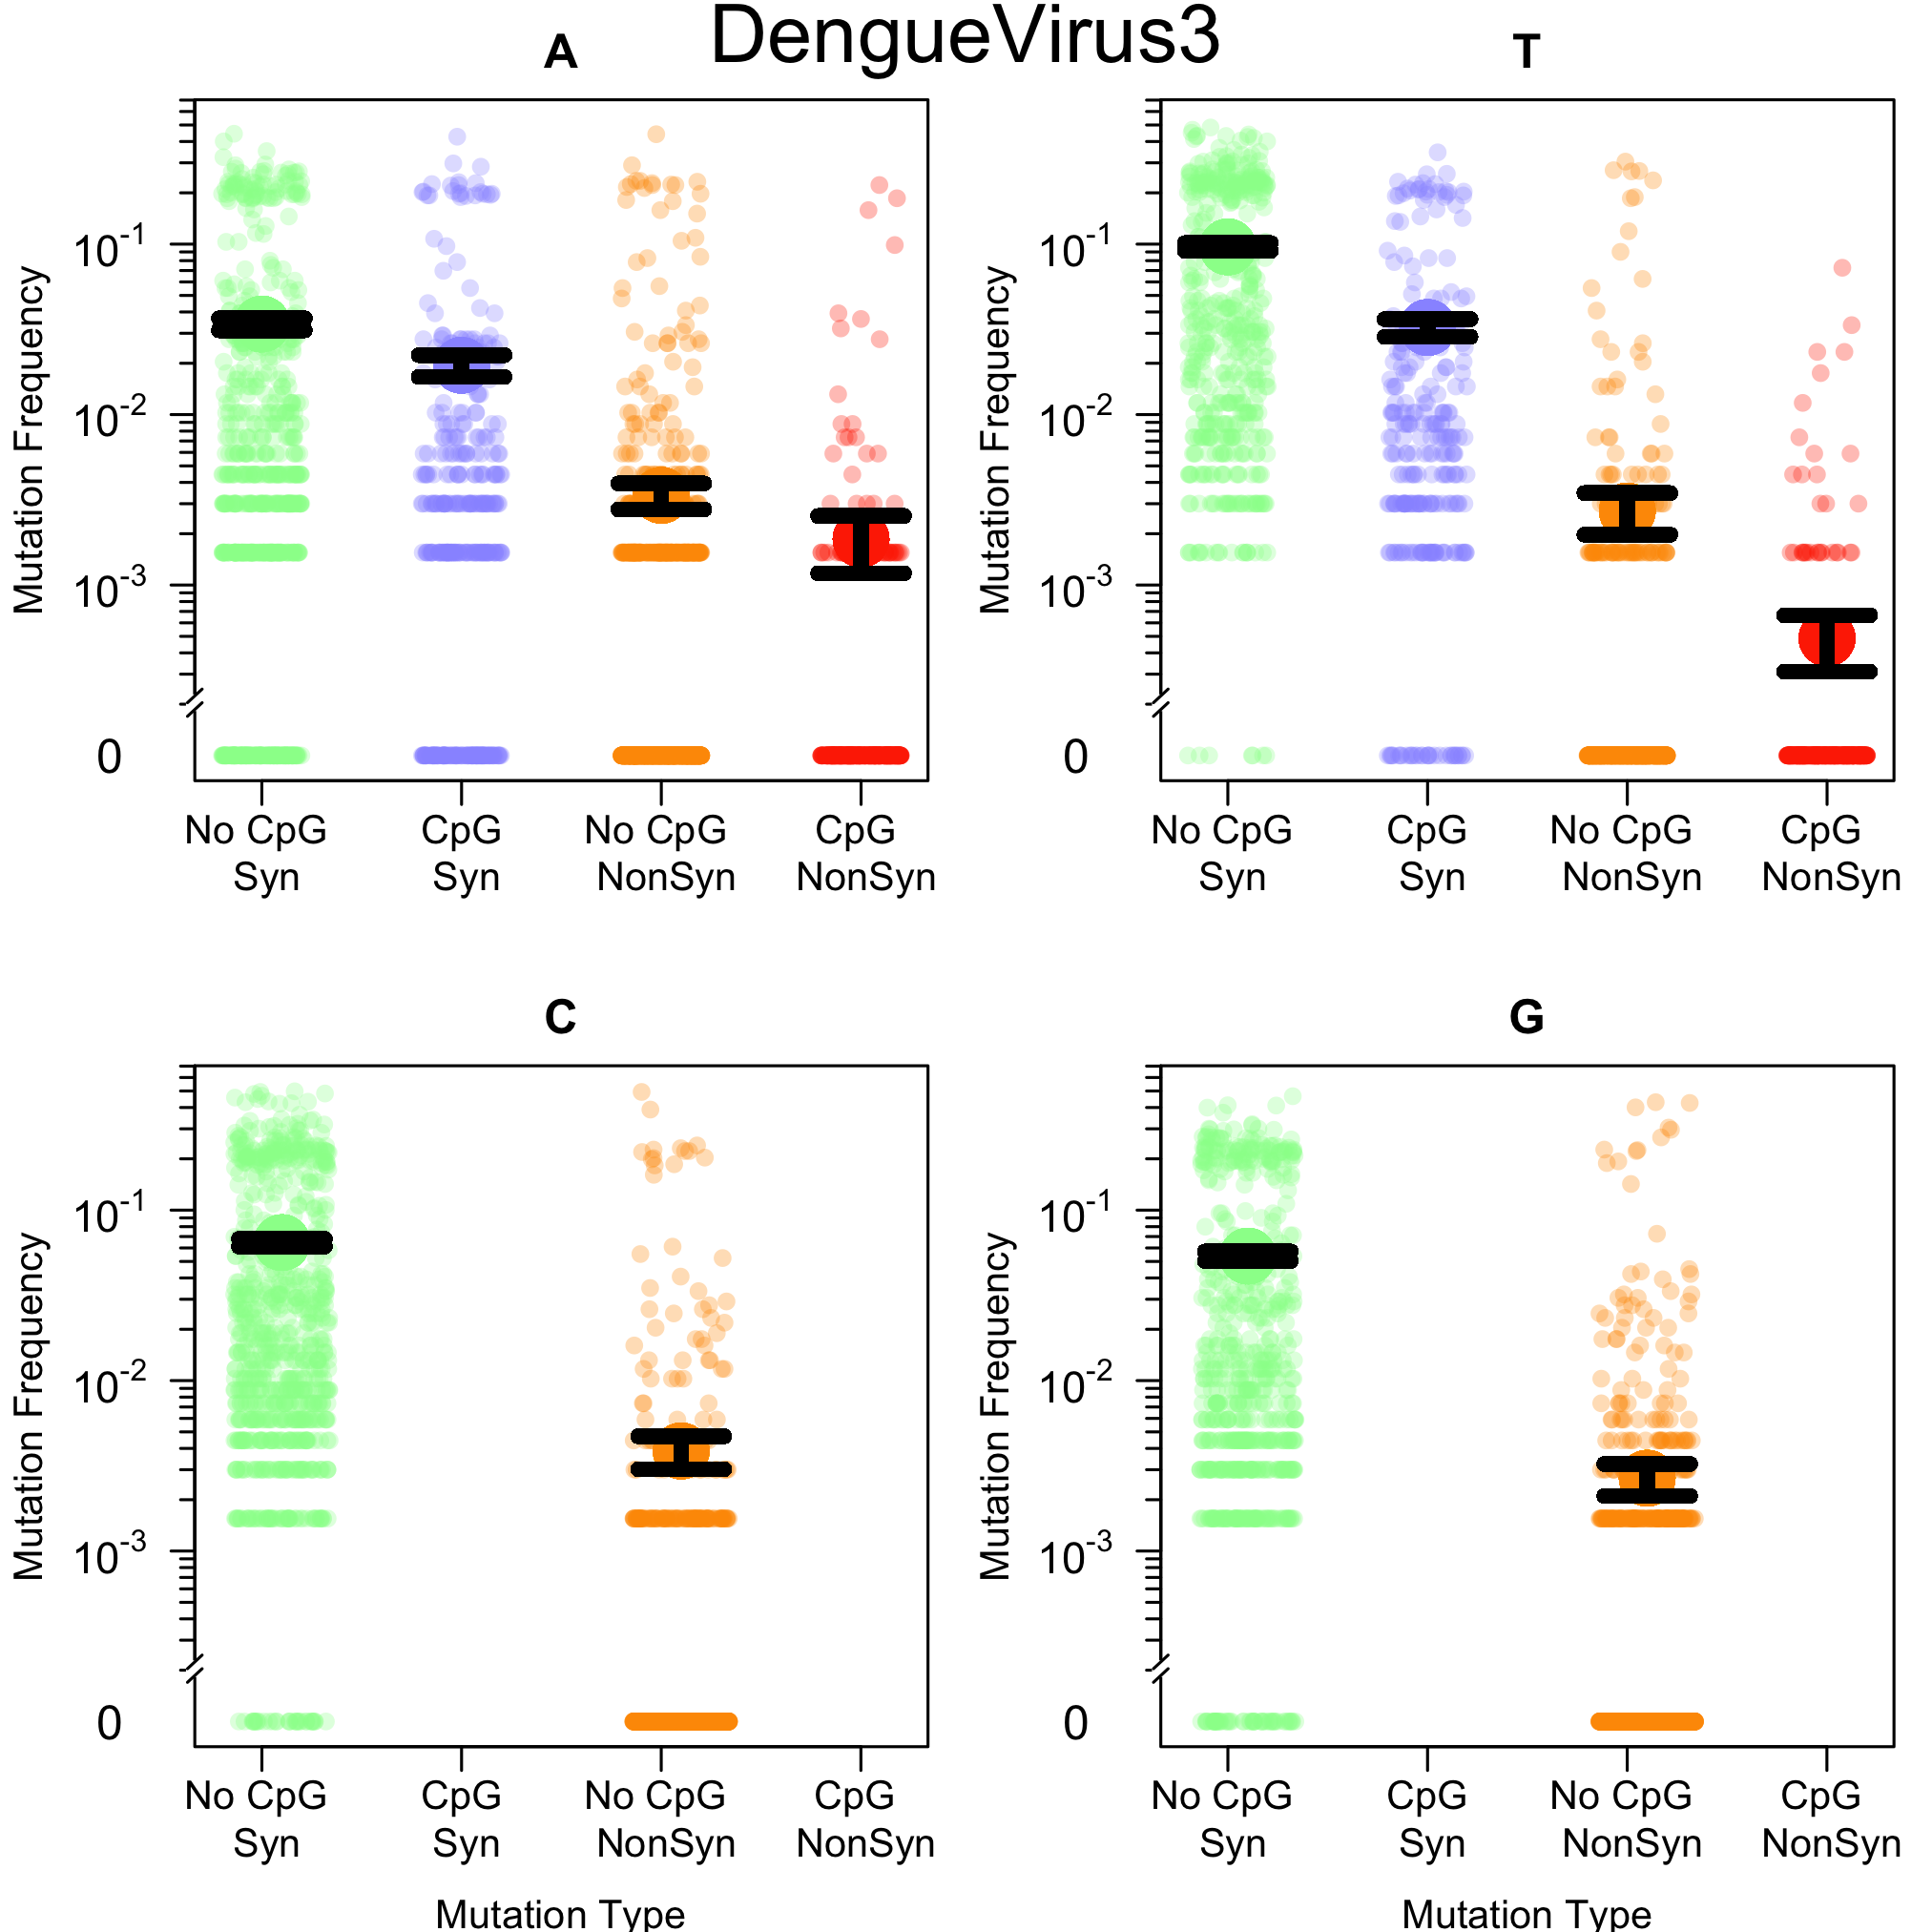 DengueVirus3
A
T
Mutation Frequency
10-1
10-2
10-3
0
No CpG Syn
CpG Syn
No CpG NonSyn
CpG NonSyn
Mutation Frequency
10-1
10-2
10-3
0
No CpG Syn
CpG Syn
No CpG NonSyn
CpG NonSyn
C
G
Mutation Frequency
10-1
10-2
10-3
0
No CpG Syn
CpG Syn
No CpG NonSyn
CpG NonSyn
Mutation Type
Mutation Frequency
10-1
10-2
10-3
0
No CpG Syn
CpG Syn
No CpG NonSyn
CpG NonSyn
Mutation Type